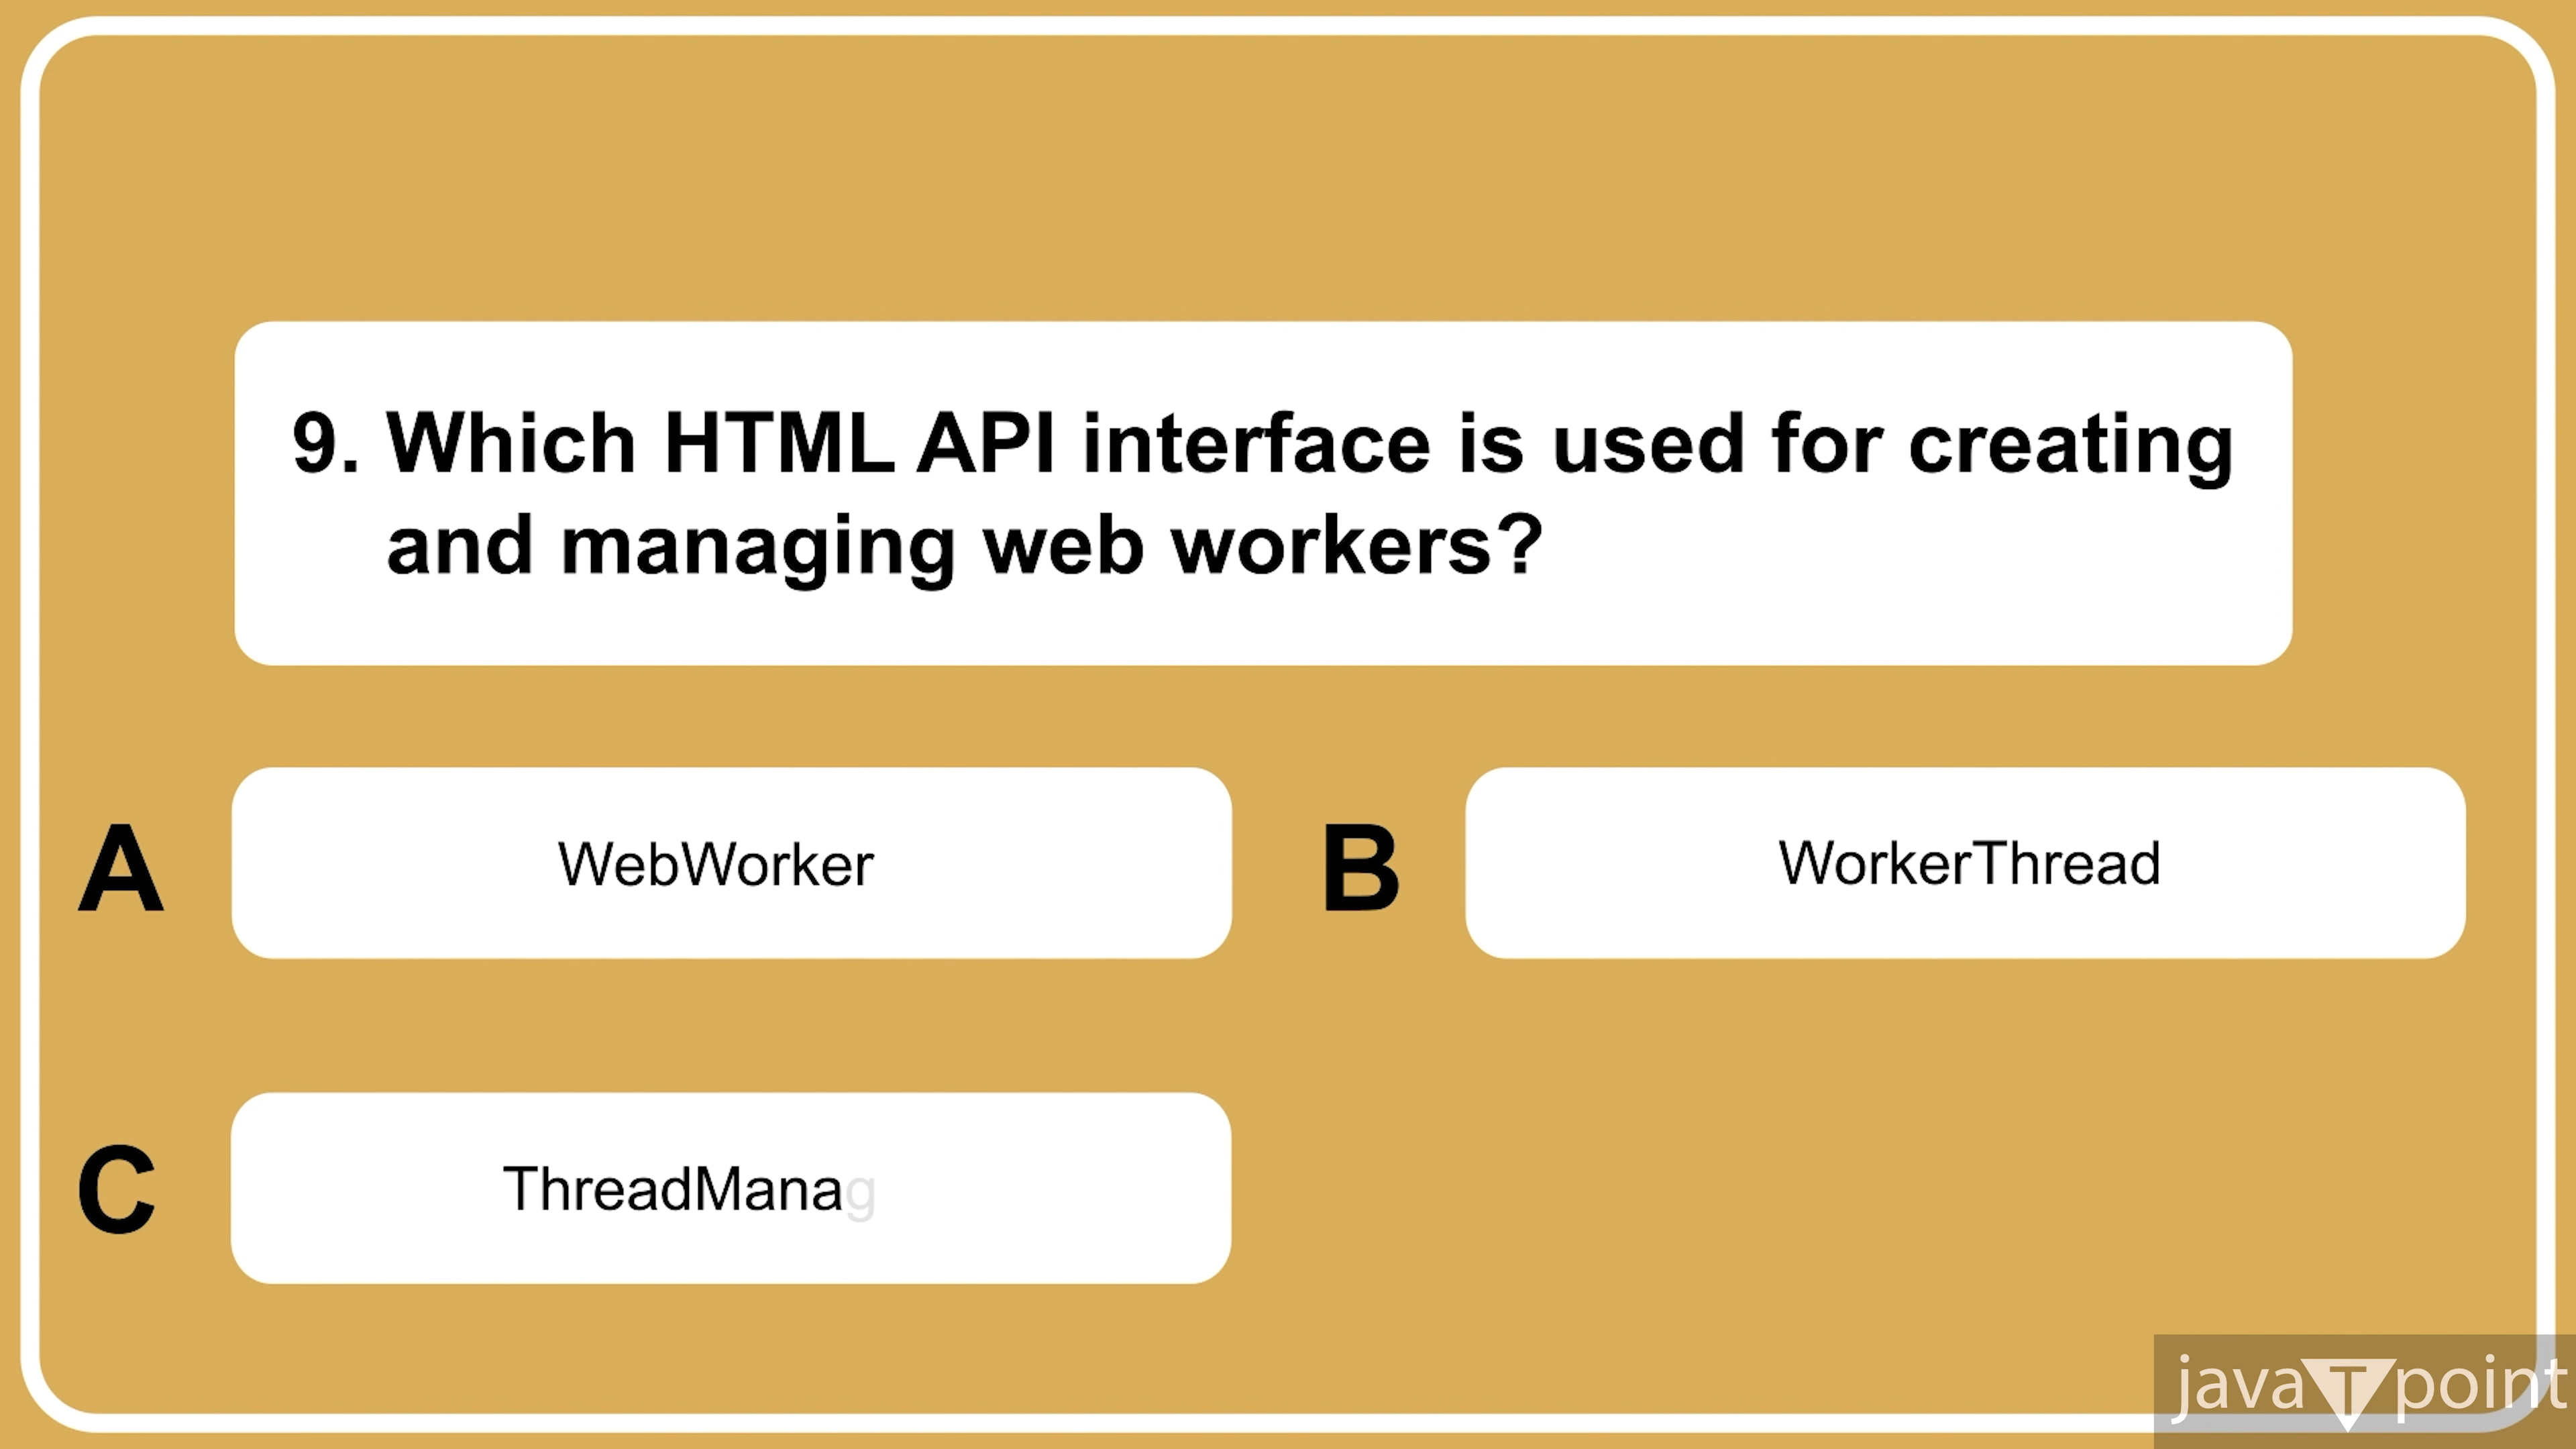 9. Which HTML API interface is used for creating
and managing web workers?
A
WebWorker
B
WorkerThread
C
ThreadManag
javaTpoint